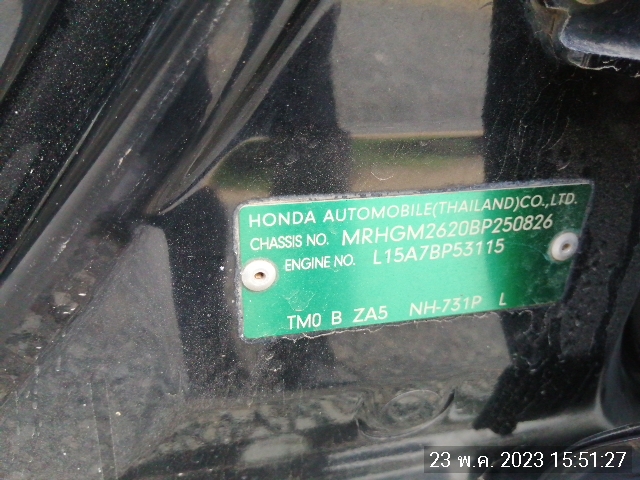 HONDA AUTOMOBILE(THAILAND)CO.,LTD.
CHASSIS NO. MRHGM2620BP250826
ENGINE NO. L15A7BP53115
TM0 B ZA5 NH-731P L
23 พ.ค. 2023 15:51:27